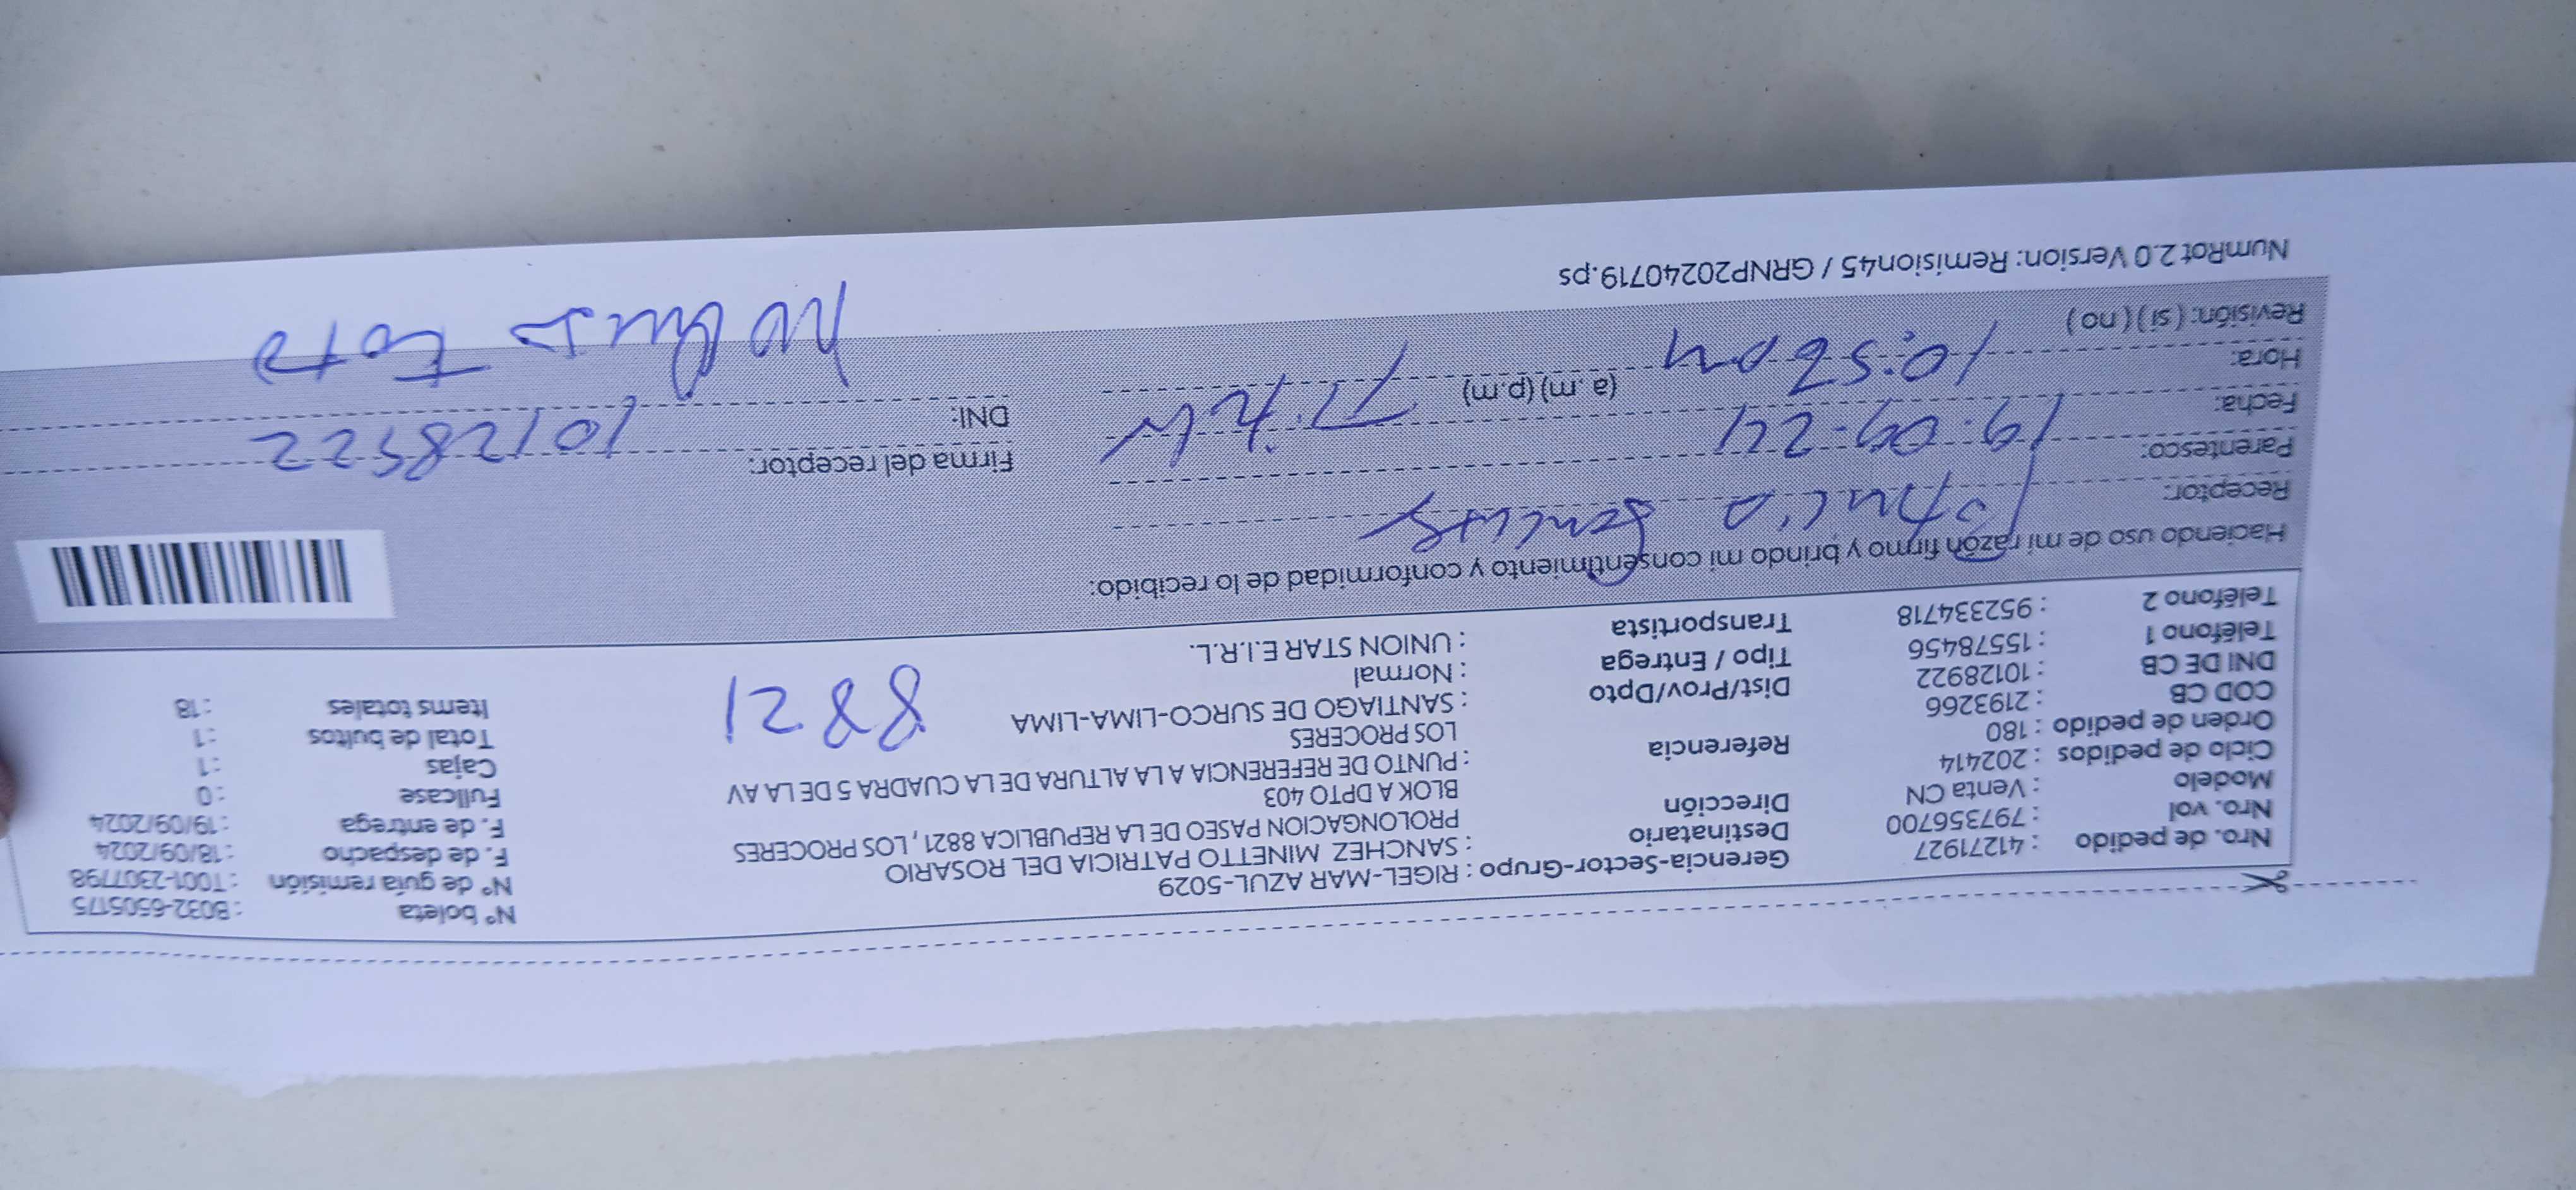 Nro. de pedido : 41271927
Nro. vol : 797356700
Modelo : Venta CN
Ciclo de pedidos : 202414
Orden de pedido : 180
COD CB : 2193266
DNI DE CB : 10128922
Teléfono 1 : 15578456
Teléfono 2 : 952334718
Gerencia-Sector-Grupo : RIGEL-MAR AZUL-5029
Destinatario : SANCHEZ MINETTO PATRICIA DEL ROSARIO
Dirección PROLONGACION PASEO DE LA REPUBLICA 8821 , LOS PROCERES
BLOK A DPTO 403
Referencia : PUNTO DE REFERENCIA A LA ALTURA DE LA CUADRA 5 DE LA AV
LOS PROCERES
Dist/Prov/Dpto : SANTIAGO DE SURCO-LIMA-LIMA
Tipo / Entrega : Normal
Transportista : UNION STAR E.I.R.L.
8821
N° boleta : B032-6505175
N° de guía remisión : T001-2307798
F. de despacho : 18/09/2024
F. de entrega : 19/09/2024
Fullcase : 0
Cajas : 1
Total de bultos : 1
Items totales : 18
Haciendo uso de mi razón firmo y brindo mi consentimiento y conformidad de lo recibido:
Receptor:
Parentesco:
Fecha: 19-09-24
Hora: 10:56 am (a. m) (p.m)
Revisión: ( si ) ( no )
Firma del receptor:
DNI: 10128922
NumRot 2.0 Version: Remision45 / GRNP20240719.ps